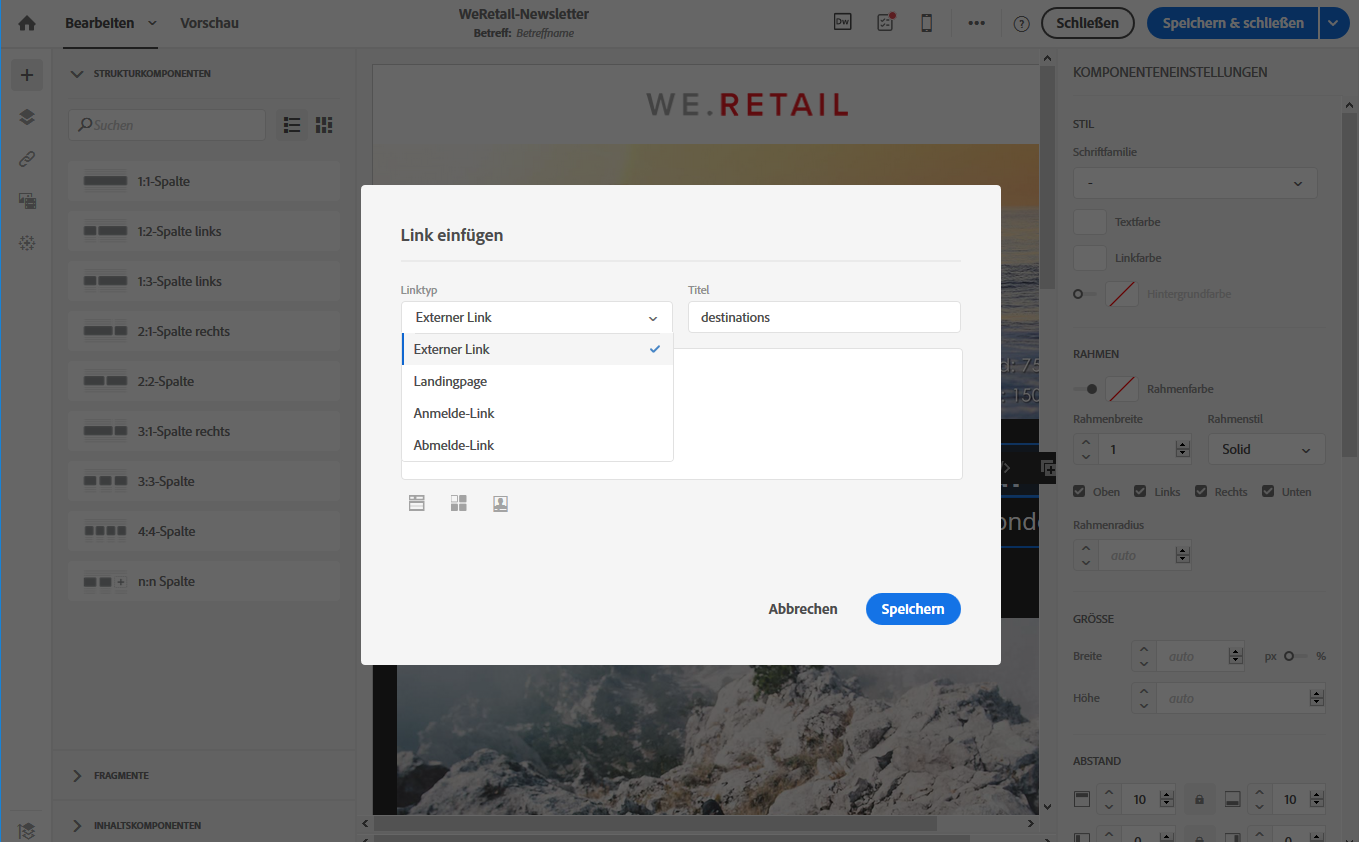 Bearbeiten
Vorschau
WeRetail-Newsletter
Betreff: Betreffname
Dw
Schließen
Speichern & schließen
STRUKTURKOMPONENTEN
Suchen
1:1-Spalte
1:2-Spalte links
1:3-Spalte links
2:1-Spalte rechts
2:2-Spalte
3:1-Spalte rechts
3:3-Spalte
4:4-Spalte
n:n Spalte
FRAGMENTE
INHALTSKOMPONENTEN
WE.RETAIL
Link einfügen
Linktyp
Titel
Externer Link
destinations
Externer Link
Landingpage
Anmelde-Link
Abmelde-Link
Abbrechen
Speichern
d: 75
: 150
KOMPONENTENEINSTELLUNGEN
STIL
Schriftfamilie
-
Textfarbe
Linkfarbe
Hintergrundfarbe
RAHMEN
Rahmenfarbe
Rahmenbreite
Rahmenstil
1
Solid
Oben
Links
Rechts
Unten
Rahmenradius
auto
GRÖSSE
Breite
auto
px
%
Höhe
auto
ABSTAND
10
10